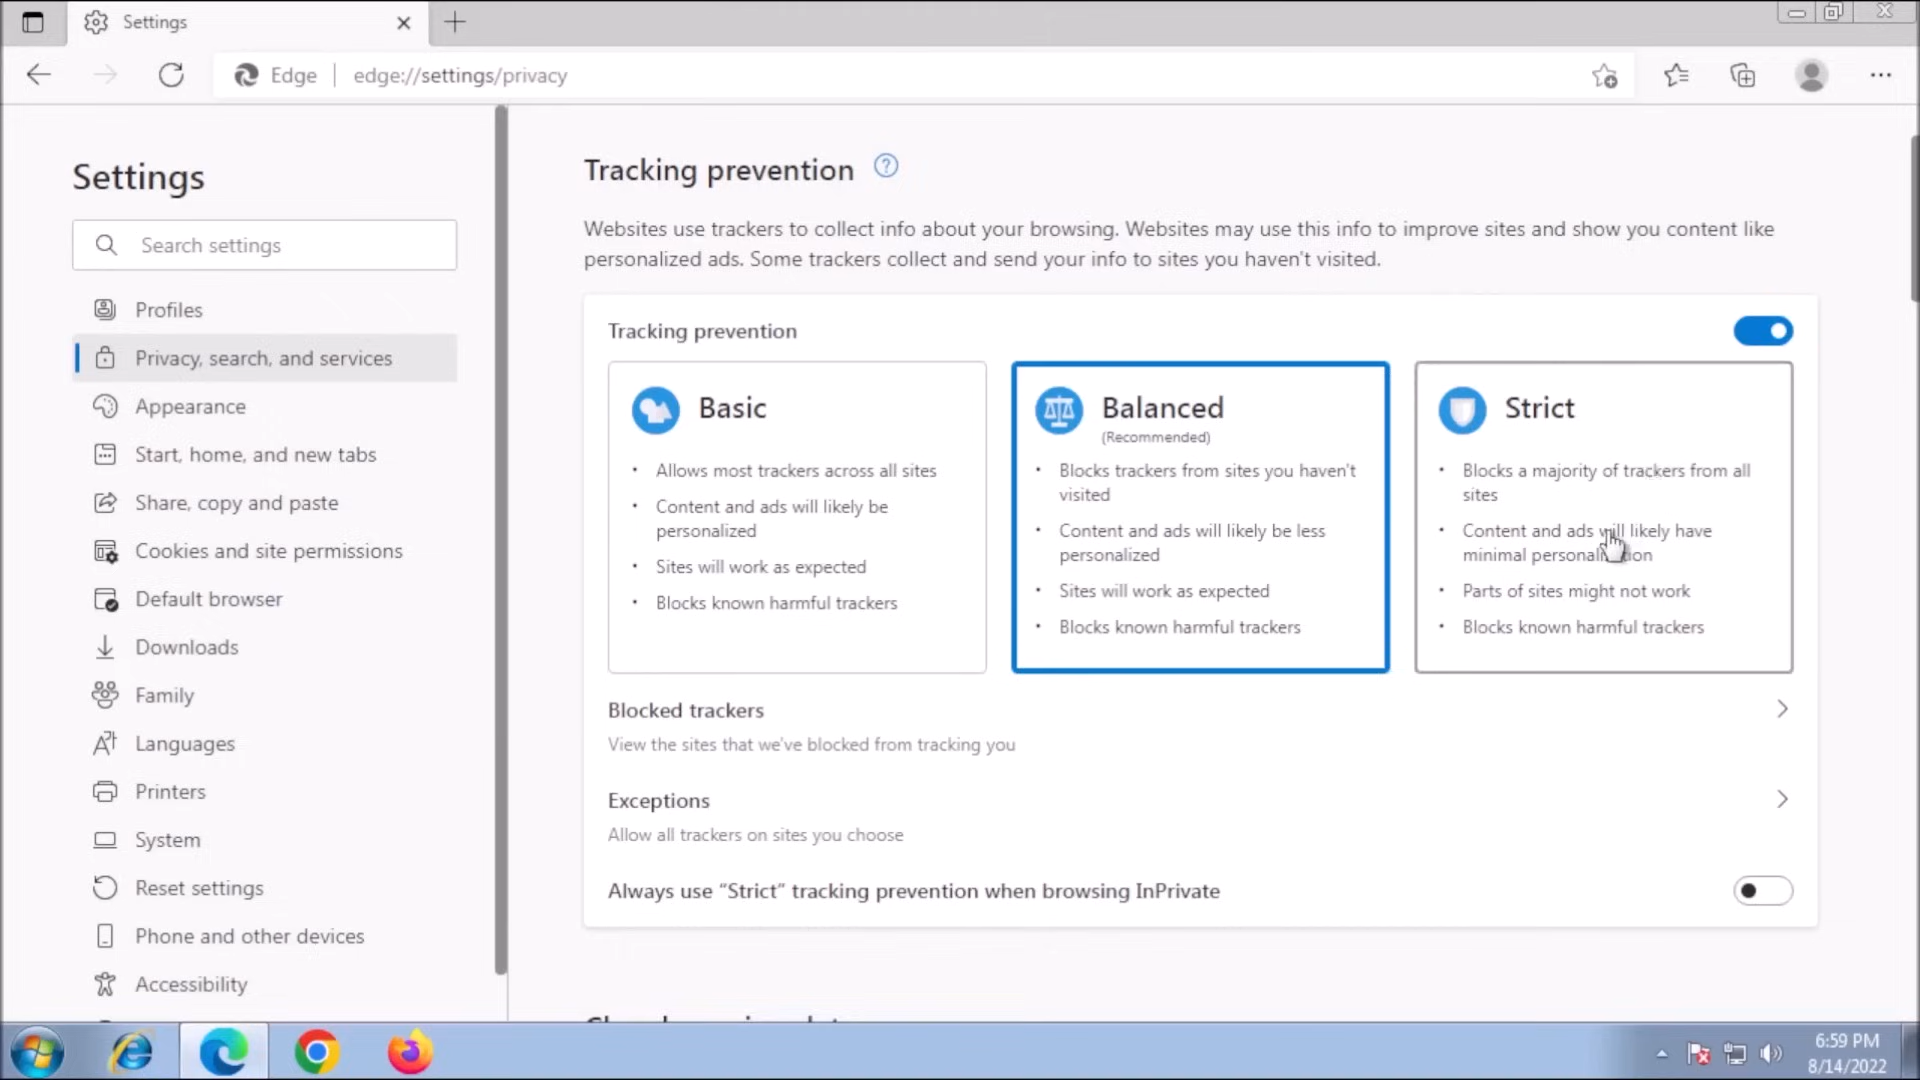 Settings
Edge
edge://settings/privacy
Settings
Search settings
Profiles
Privacy, search, and services
Appearance
Start, home, and new tabs
Share, copy and paste
Cookies and site permissions
Default browser
Downloads
Family
Languages
Printers
System
Reset settings
Phone and other devices
Accessibility
Tracking prevention
Websites use trackers to collect info about your browsing. Websites may use this info to improve sites and show you content like
personalized ads. Some trackers collect and send your info to sites you haven't visited.
Tracking prevention
Basic
• Allows most trackers across all sites
• Content and ads will likely be
personalized
• Sites will work as expected
• Blocks known harmful trackers
Balanced
(Recommended)
• Blocks trackers from sites you haven't
visited
• Content and ads will likely be less
personalized
• Sites will work as expected
• Blocks known harmful trackers
Strict
• Blocks a majority of trackers from all
sites
• Content and ads will likely have
minimal personalization
• Parts of sites might not work
• Blocks known harmful trackers
Blocked trackers
View the sites that we've blocked from tracking you
Exceptions
Allow all trackers on sites you choose
Always use “Strict” tracking prevention when browsing InPrivate
6:59 PM
8/14/2022